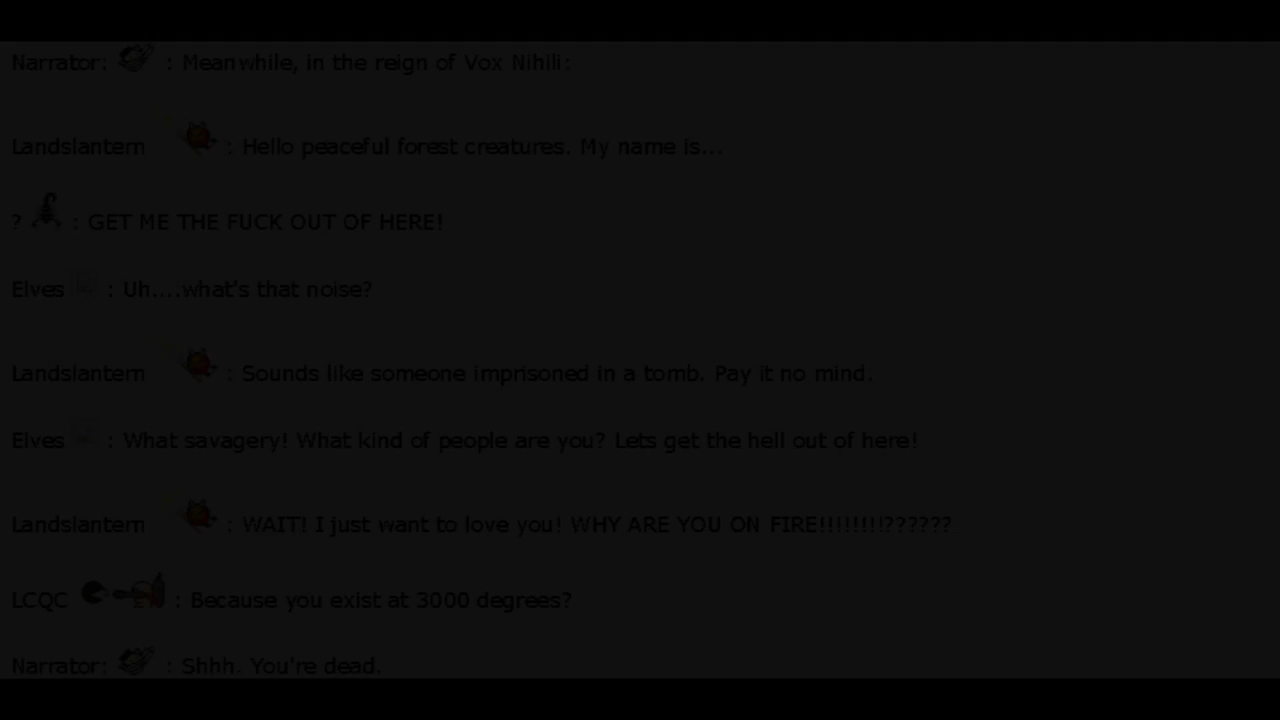 Narrator: : Meanwhile, in the reign of Vox Nihili:
Landslantern : Hello peaceful forest creatures. My name is...
? : GET ME THE FUCK OUT OF HERE!
Elves : Uh....what's that noise?
Landslantern : Sounds like someone imprisoned in a tomb. Pay it no mind.
Elves : What savagery! What kind of people are you? Lets get the hell out of here!
Landslantern : WAIT! I just want to love you! WHY ARE YOU ON FIRE!!!!!!!!??????
LCQC : Because you exist at 3000 degrees?
Narrator: : Shhh. You're dead.